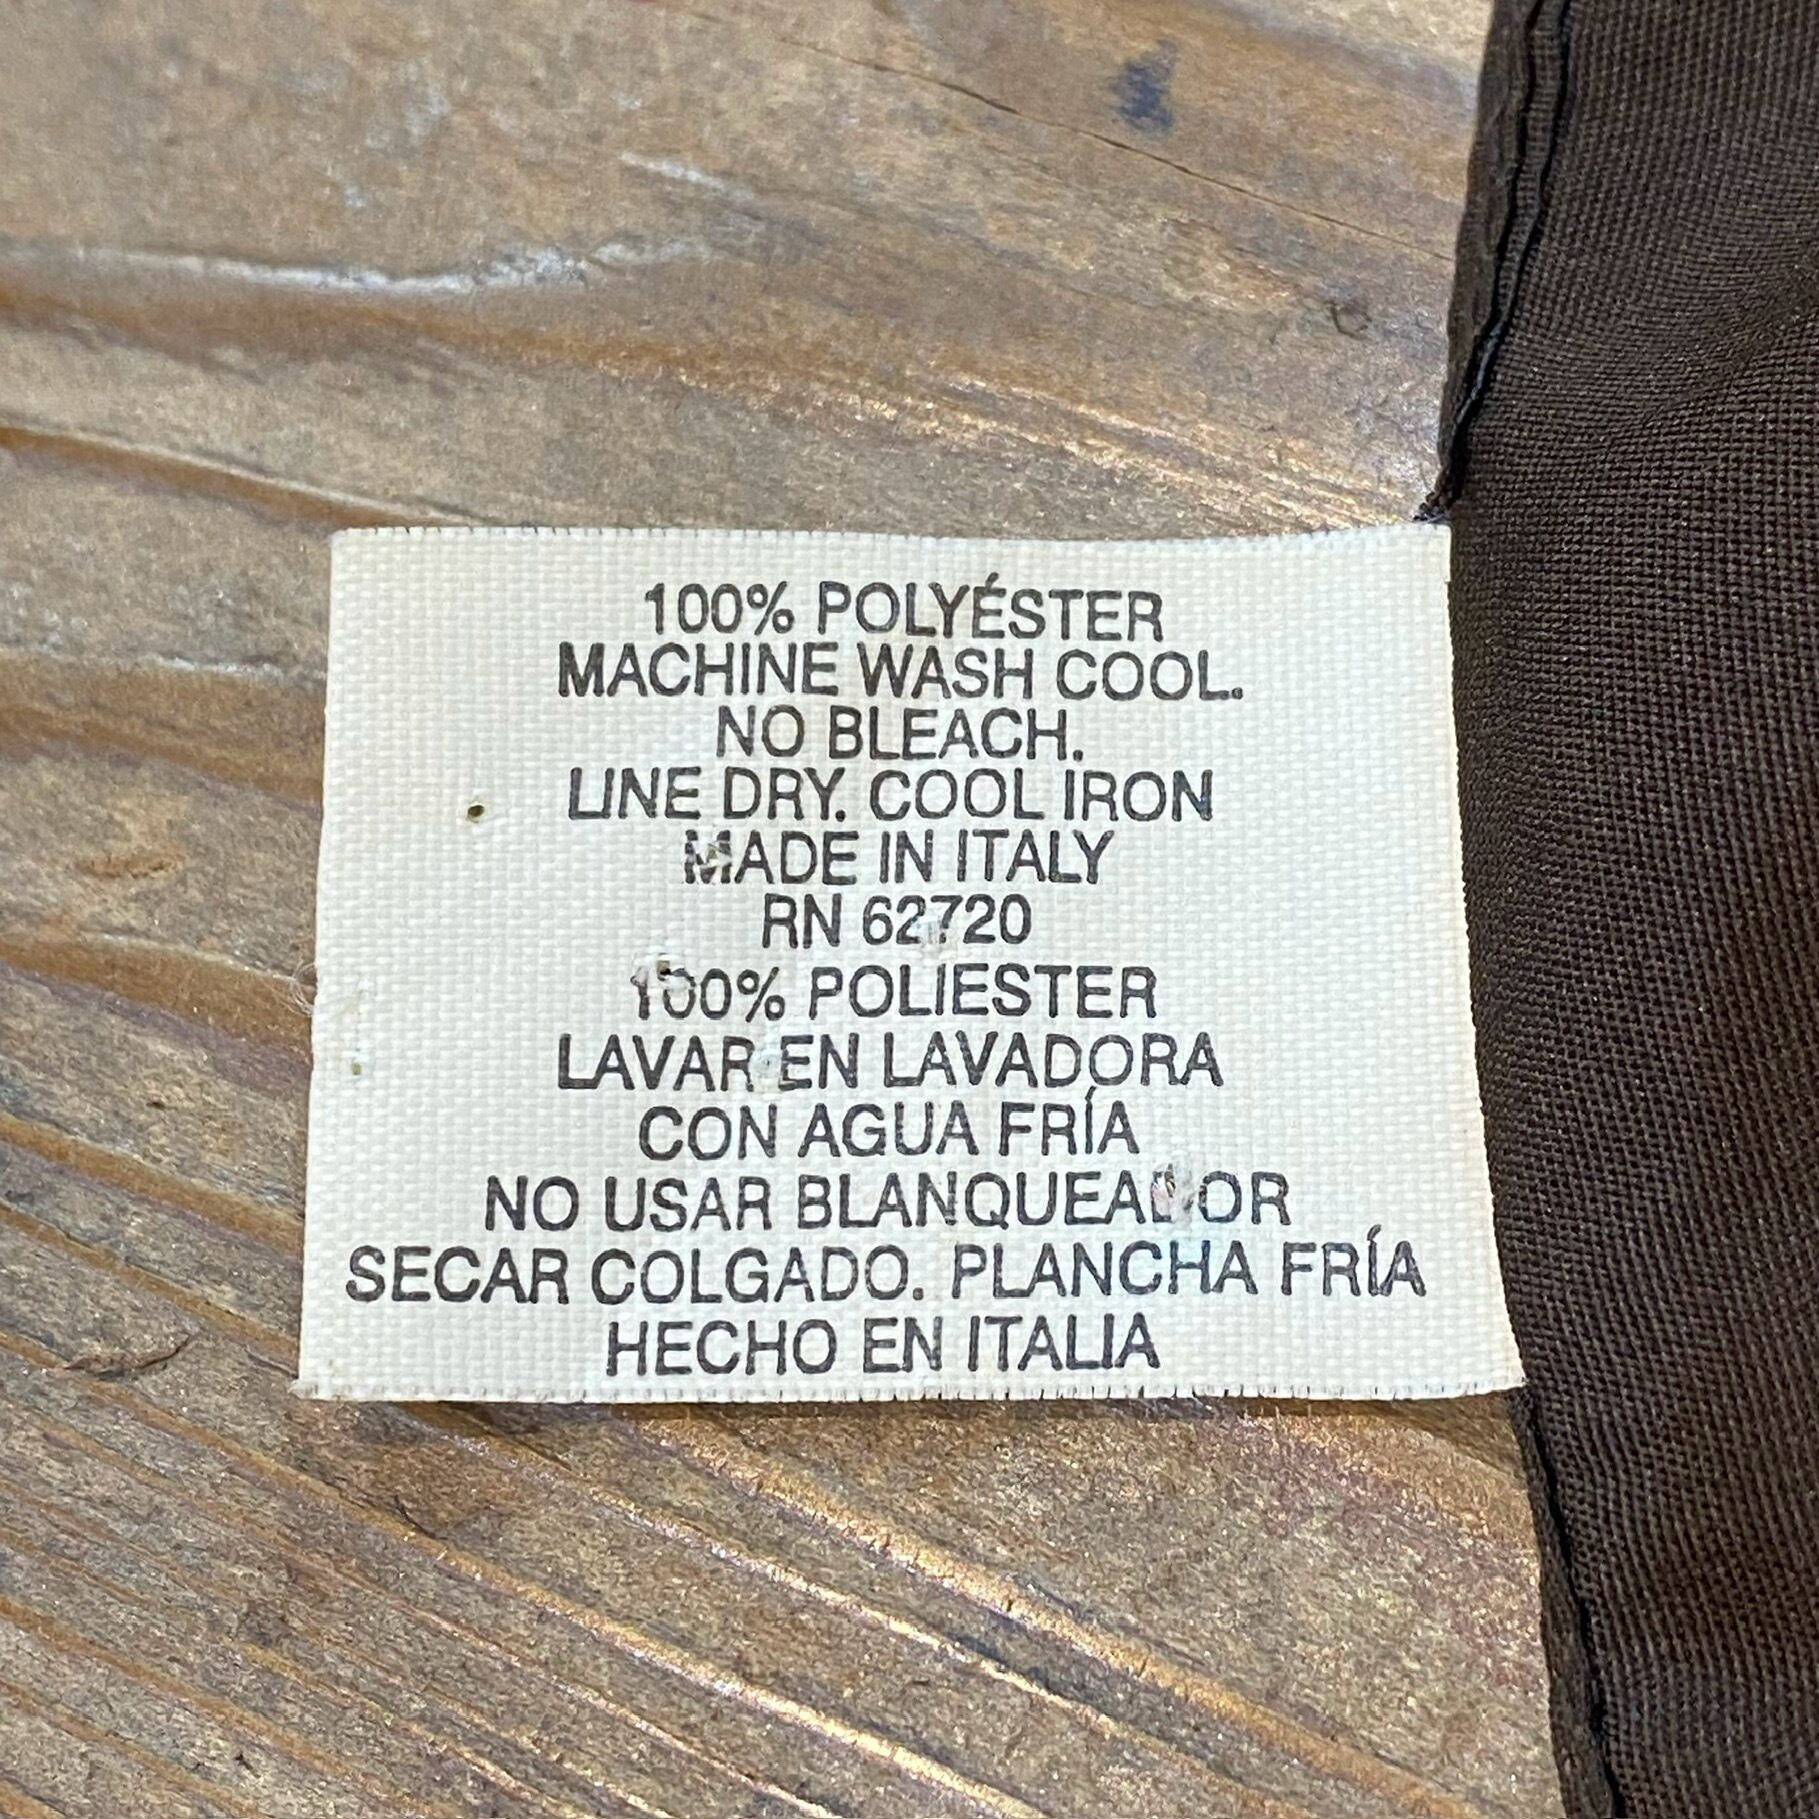 100% POLYÉSTER
MACHINE WASH COOL.
NO BLEACH.
LINE DRY. COOL IRON
MADE IN ITALY
RN 62720
100% POLIESTER
LAVAR EN LAVADORA
CON AGUA FRÍA
NO USAR BLANQUEADOR
SECAR COLGADO. PLANCHA FRÍA
HECHO EN ITALIA